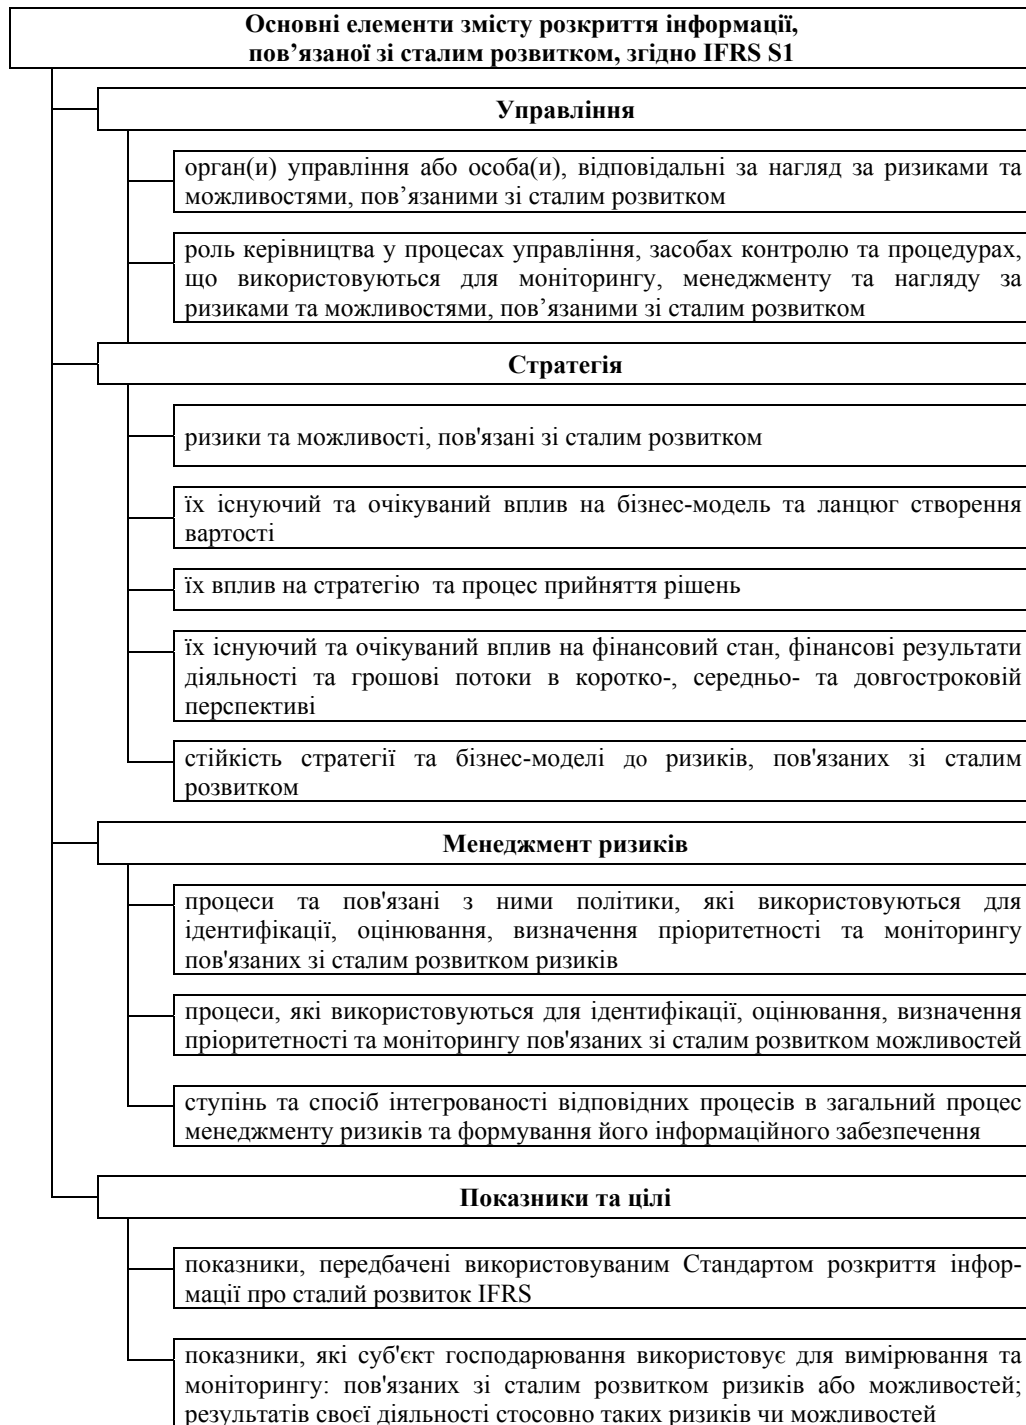 Основні елементи змісту розкриття інформації,
пов’язаної зі сталим розвитком, згідно IFRS S1
Управління
орган(и) управління або особа(и), відповідальні за нагляд за ризиками та
можливостями, пов’язаними зі сталим розвитком
роль керівництва у процесах управління, засобах контролю та процедурах,
що використовуються для моніторингу, менеджменту та нагляду за
ризиками та можливостями, пов’язаними зі сталим розвитком
Стратегія
ризики та можливості, пов'язані зі сталим розвитком
їх існуючий та очікуваний вплив на бізнес-модель та ланцюг створення
вартості
їх вплив на стратегію та процес прийняття рішень
їх існуючий та очікуваний вплив на фінансовий стан, фінансові результати
діяльності та грошові потоки в коротко-, середньо- та довгостроковій
перспективі
стійкість стратегії та бізнес-моделі до ризиків, пов'язаних зі сталим
розвитком
Менеджмент ризиків
процеси та пов'язані з ними політики, які використовуються для
ідентифікації, оцінювання, визначення пріоритетності та моніторингу
пов'язаних зі сталим розвитком ризиків
процеси, які використовуються для ідентифікації, оцінювання, визначення
пріоритетності та моніторингу пов'язаних зі сталим розвитком можливостей
ступінь та спосіб інтегрованості відповідних процесів в загальний процес
менеджменту ризиків та формування його інформаційного забезпечення
Показники та цілі
показники, передбачені використовуваним Стандартом розкриття інфор-
мації про сталий розвиток IFRS
показники, які суб'єкт господарювання використовує для вимірювання та
моніторингу: пов'язаних зі сталим розвитком ризиків або можливостей;
результатів своєї діяльності стосовно таких ризиків чи можливостей